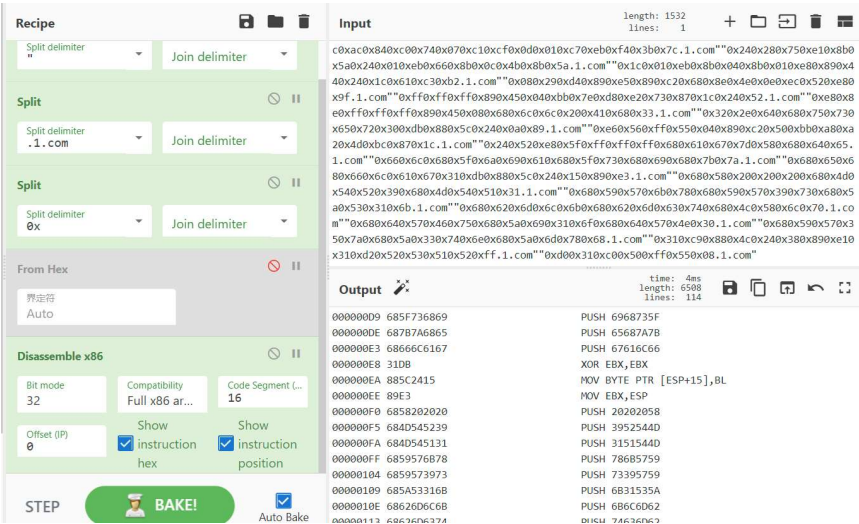 Recipe
Split delimiter
"
Join delimiter
Split
Split delimiter
.1.com
Join delimiter
Split
Split delimiter
0x
Join delimiter
From Hex
界定符
Auto
Disassemble x86
Bit mode
32
Compatibility
Full x86 ar...
Code Segment (...
16
Offset (IP)
0
Show
instruction
hex
Show
instruction
position
STEP
BAKE!
Auto Bake
Input
length: 1532
lines: 1
c0xac0x840xc00x740x070xc10xcf0x0d0x010xc70xeb0xf40x3b0x7c.1.com""0x240x280x750xe10x8b0
x5a0x240x010xeb0x660x8b0x0c0x4b0x8b0x5a.1.com""0x1c0x010xeb0x8b0x040x8b0x010xe80x890x4
40x240x1c0x610xc30xb2.1.com""0x080x290xd40x890xe50x890xc20x680x8e0x4e0x0e0xec0x520xe80
x9f.1.com""0xff0xff0xff0x890x450x040xbb0x7e0xd80xe20x730x870x1c0x240x52.1.com""0xe80x8
e0xff0xff0xff0x890x450x080x680x6c0x6c0x200x410x680x33.1.com""0x320x2e0x640x680x750x730
x650x720x300xdb0x880x5c0x240x0a0x89.1.com""0xe60x560xff0x550x040x890xc20x500xbb0xa80xa
20x4d0xbc0x870x1c.1.com""0x240x520xe80x5f0xff0xff0xff0x680x610x670x7d0x580x680x640x65.
1.com""0x660x6c0x680x5f0x6a0x690x610x680x5f0x730x680x690x680x7b0x7a.1.com""0x680x650x6
80x660x6c0x610x670x310xdb0x880x5c0x240x150x890xe3.1.com""0x680x580x200x200x200x680x4d0
x540x520x390x680x4d0x540x510x31.1.com""0x680x590x570x6b0x780x680x590x570x390x730x680x5
a0x530x310x6b.1.com""0x680x620x6d0x6c0x6b0x680x620x6d0x630x740x680x4c0x580x6c0x70.1.co
m""0x680x640x570x460x750x680x5a0x690x310x6f0x680x640x570x4e0x30.1.com""0x680x590x570x3
50x7a0x680x5a0x330x740x6e0x680x5a0x6d0x780x68.1.com""0x310xc90x880x4c0x240x380x890xe10
x310xd20x520x530x510x520xff.1.com""0xd00x310xc00x500xff0x550x08.1.com"
Output
time: 4ms
length: 6508
lines: 114
000000D9 685F736869 PUSH 6968735F
000000DE 687B7A6865 PUSH 65687A7B
000000E3 68666C6167 PUSH 67616C66
000000E8 31DB XOR EBX,EBX
000000EA 885C2415 MOV BYTE PTR [ESP+15],BL
000000EE 89E3 MOV EBX,ESP
000000F0 6858202020 PUSH 20202058
000000F5 684D545239 PUSH 3952544D
000000FA 684D545131 PUSH 3151544D
000000FF 6859576B78 PUSH 786B5759
00000104 6859573973 PUSH 73395759
00000109 685A53316B PUSH 6B31535A
0000010E 68626D6C6B PUSH 6B6C6D62
00000113 68626D6374 PUSH 74636D62